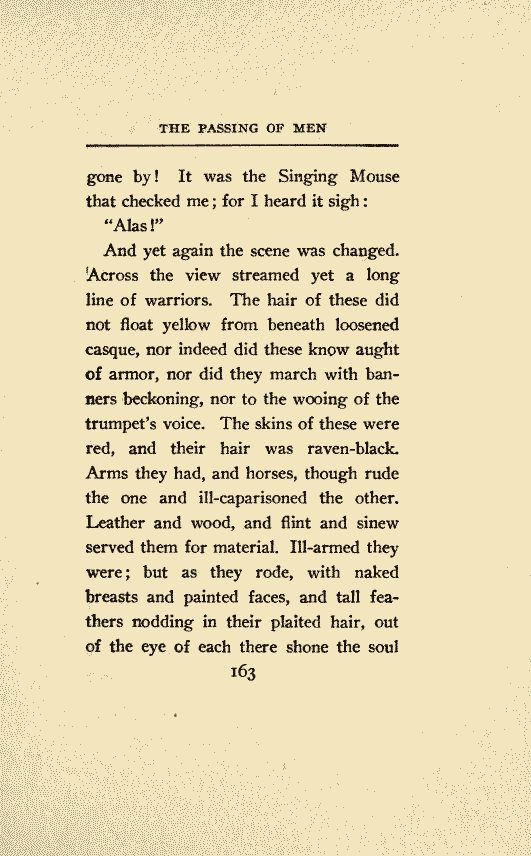 THE PASSING OF MEN
gone by! It was the Singing Mouse
that checked me; for I heard it sigh:
“Alas!”
And yet again the scene was changed.
Across the view streamed yet a long
line of warriors. The hair of these did
not float yellow from beneath loosened
casque, nor indeed did these know aught
of armor, nor did they march with ban-
ners beckoning, nor to the wooing of the
trumpet’s voice. The skins of these were
red, and their hair was raven-black.
Arms they had, and horses, though rude
the one and ill-caparisoned the other.
Leather and wood, and flint and sinew
served them for material. Ill-armed they
were; but as they rode, with naked
breasts and painted faces, and tall fea-
thers nodding in their plaited hair, out
of the eye of each there shone the soul
163